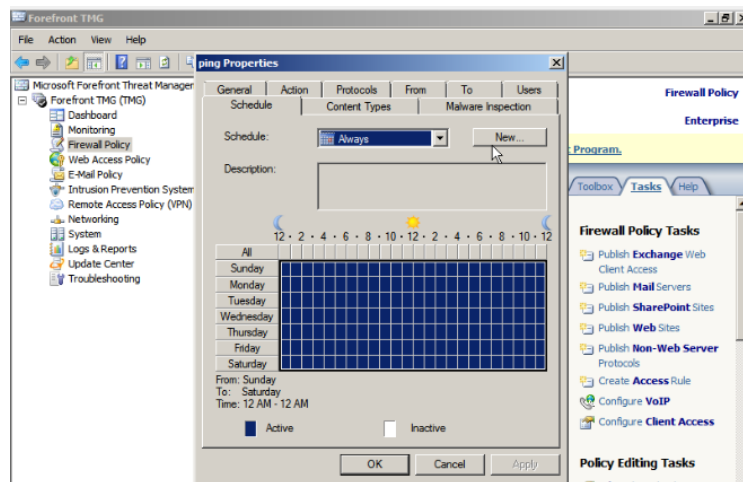 Forefront TMG
File Action View Help
Microsoft Forefront Threat Manager
Forefront TMG (TMG)
Dashboard
Monitoring
Firewall Policy
Web Access Policy
E-Mail Policy
Intrusion Prevention System
Remote Access Policy (VPN)
Networking
System
Logs & Reports
Update Center
Troubleshooting
ping Properties
General Action Protocols From To Users
Schedule Content Types Malware Inspection
Schedule: Always New...
Description:
12 · 2 · 4 · 6 · 8 · 10 · 12 · 2 · 4 · 6 · 8 · 10 · 12
All
Sunday
Monday
Tuesday
Wednesday
Thursday
Friday
Saturday
From: Sunday
To: Saturday
Time: 12 AM - 12 AM
Active Inactive
OK Cancel Apply
Firewall Policy
Enterprise
Program.
Toolbox Tasks Help
Firewall Policy Tasks
Publish Exchange Web
Client Access
Publish Mail Servers
Publish SharePoint Sites
Publish Web Sites
Publish Non-Web Server
Protocols
Create Access Rule
Configure VoIP
Configure Client Access
Policy Editing Tasks